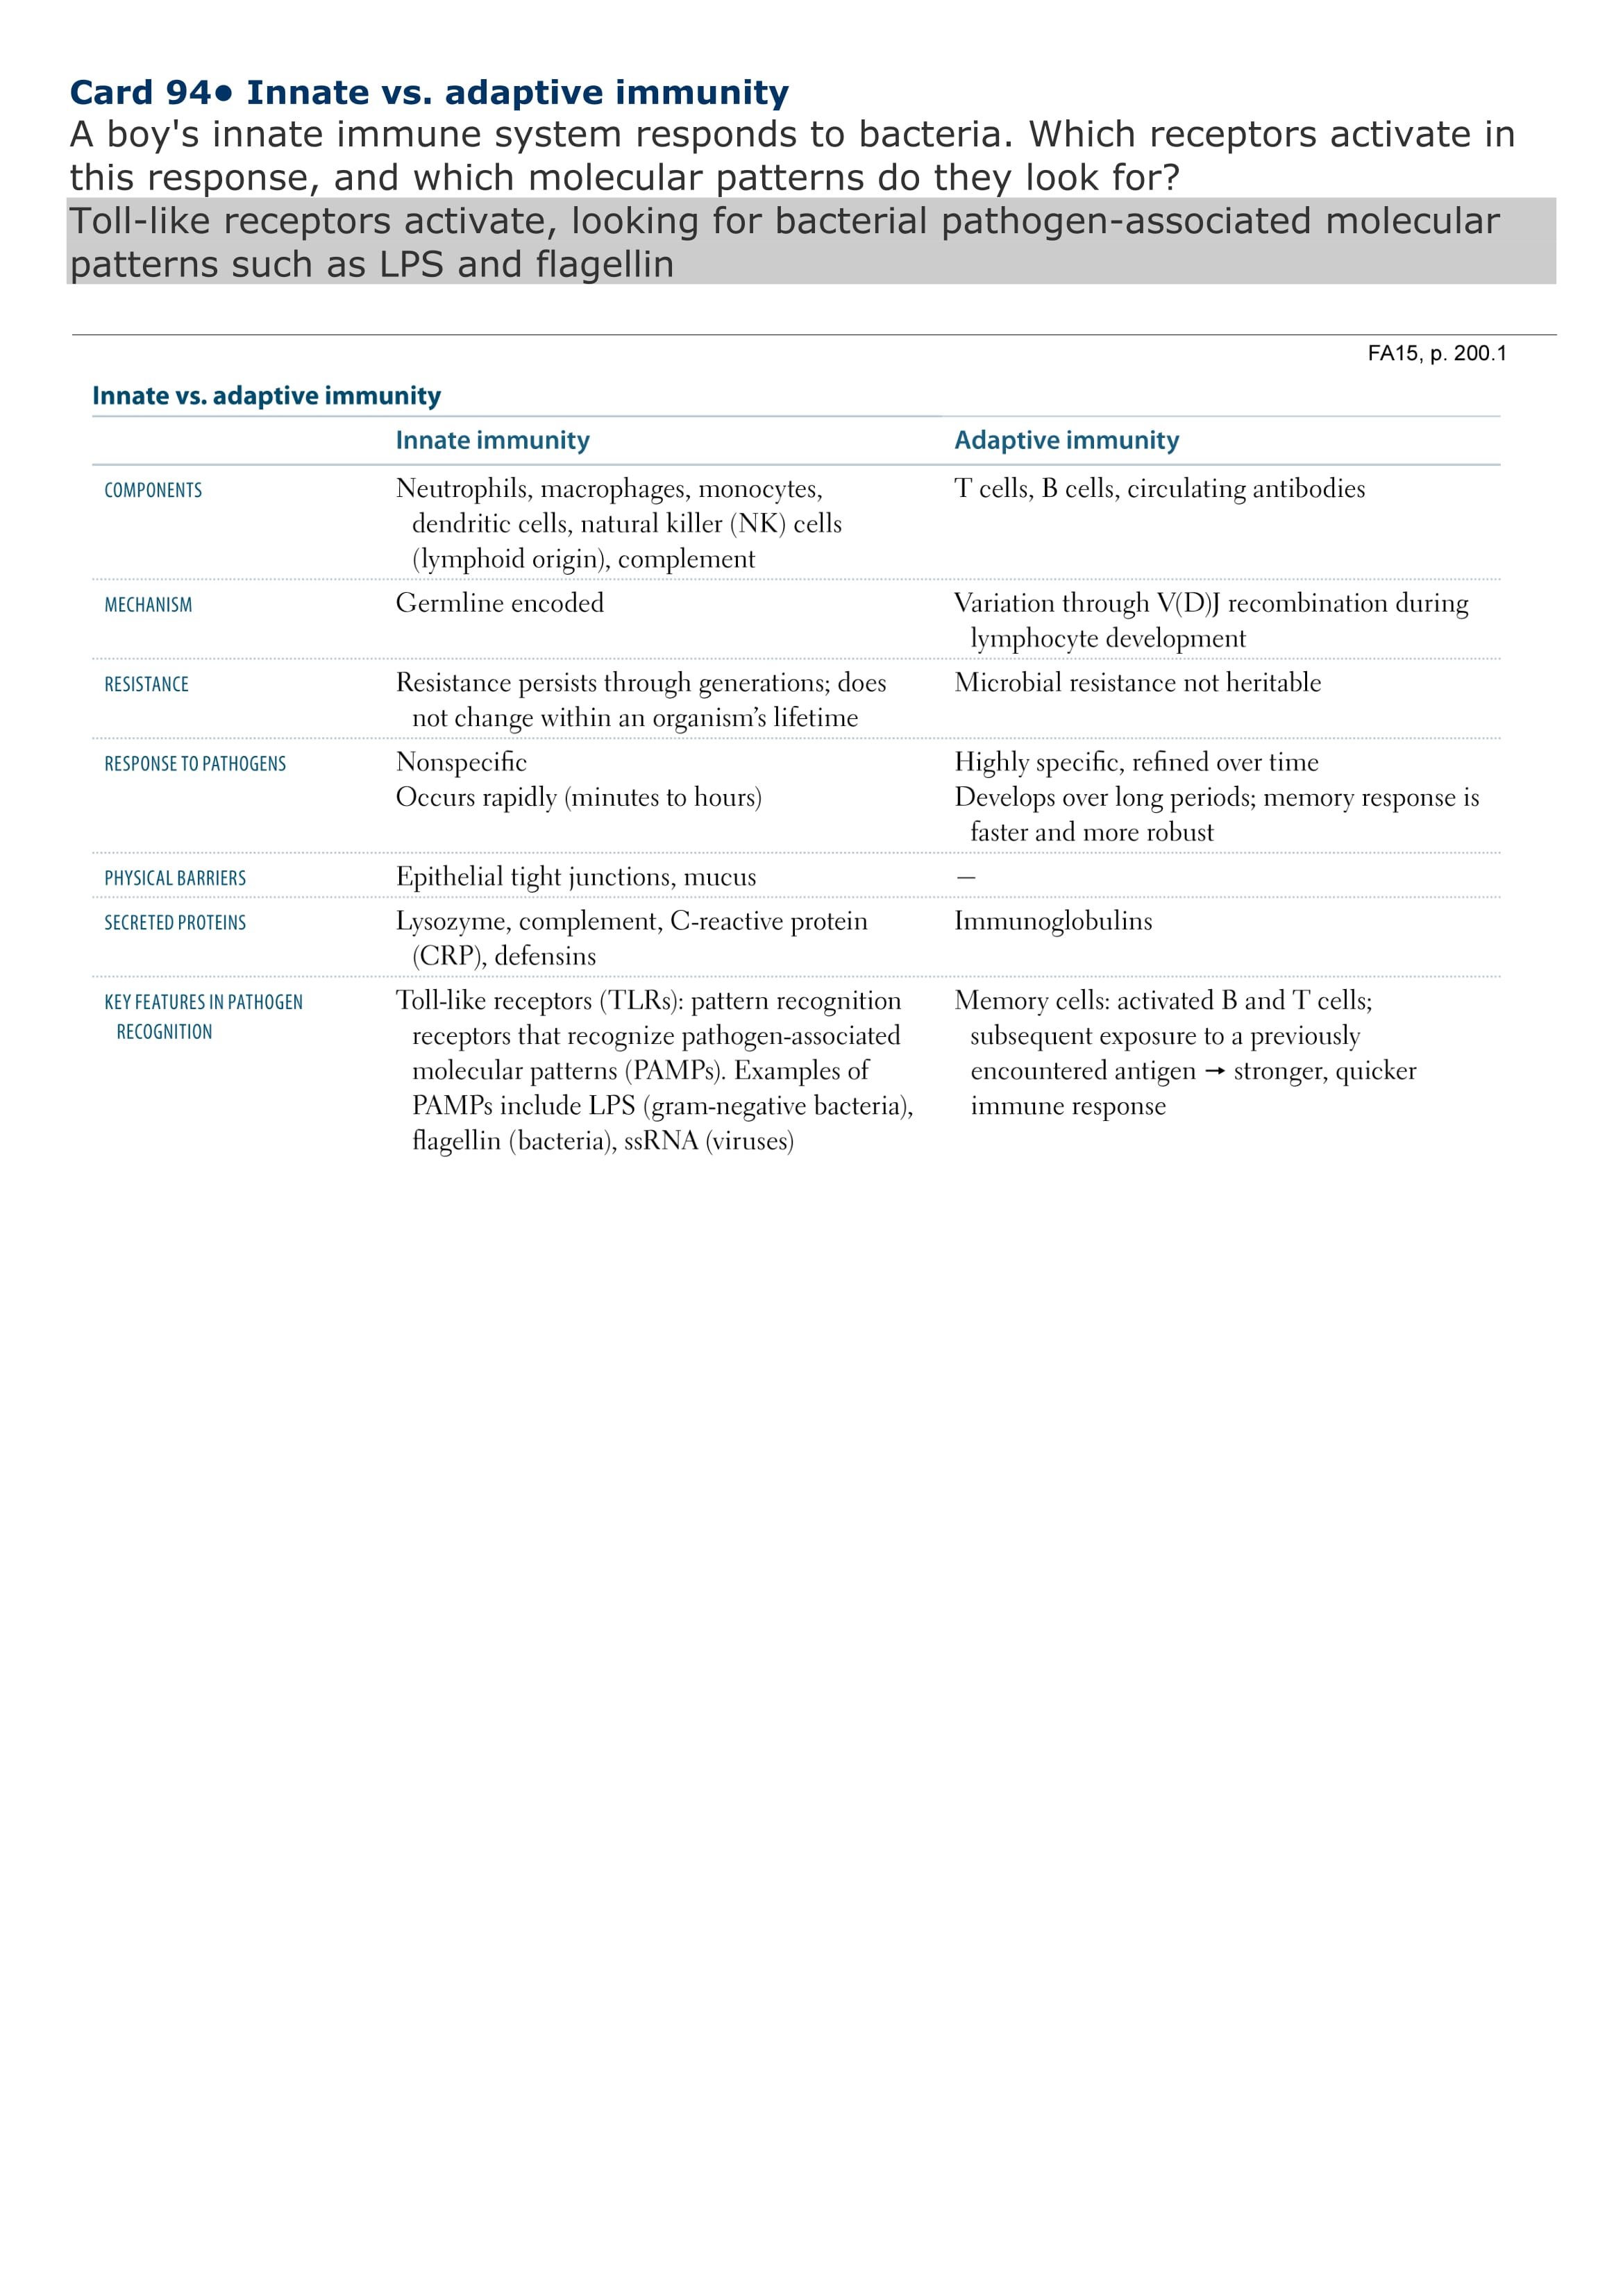 Card 94● Innate vs. adaptive immunity
A boy's innate immune system responds to bacteria. Which receptors activate in
this response, and which molecular patterns do they look for?
Toll-like receptors activate, looking for bacterial pathogen-associated molecular
patterns such as LPS and flagellin
FA15, p. 200.1
Innate vs. adaptive immunity
Innate immunity
Adaptive immunity
COMPONENTS
Neutrophils, macrophages, monocytes,
dendritic cells, natural killer (NK) cells
(lymphoid origin), complement
T cells, B cells, circulating antibodies
MECHANISM
Germline encoded
Variation through V(D)J recombination during
lymphocyte development
RESISTANCE
Resistance persists through generations; does
not change within an organism’s lifetime
Microbial resistance not heritable
RESPONSE TO PATHOGENS
Nonspecific
Occurs rapidly (minutes to hours)
Highly specific, refined over time
Develops over long periods; memory response is
faster and more robust
PHYSICAL BARRIERS
Epithelial tight junctions, mucus
—
SECRETED PROTEINS
Lysozyme, complement, C-reactive protein
(CRP), defensins
Immunoglobulins
KEY FEATURES IN PATHOGEN
RECOGNITION
Toll-like receptors (TLRs): pattern recognition
receptors that recognize pathogen-associated
molecular patterns (PAMPs). Examples of
PAMPs include LPS (gram-negative bacteria),
flagellin (bacteria), ssRNA (viruses)
Memory cells: activated B and T cells;
subsequent exposure to a previously
encountered antigen → stronger, quicker
immune response